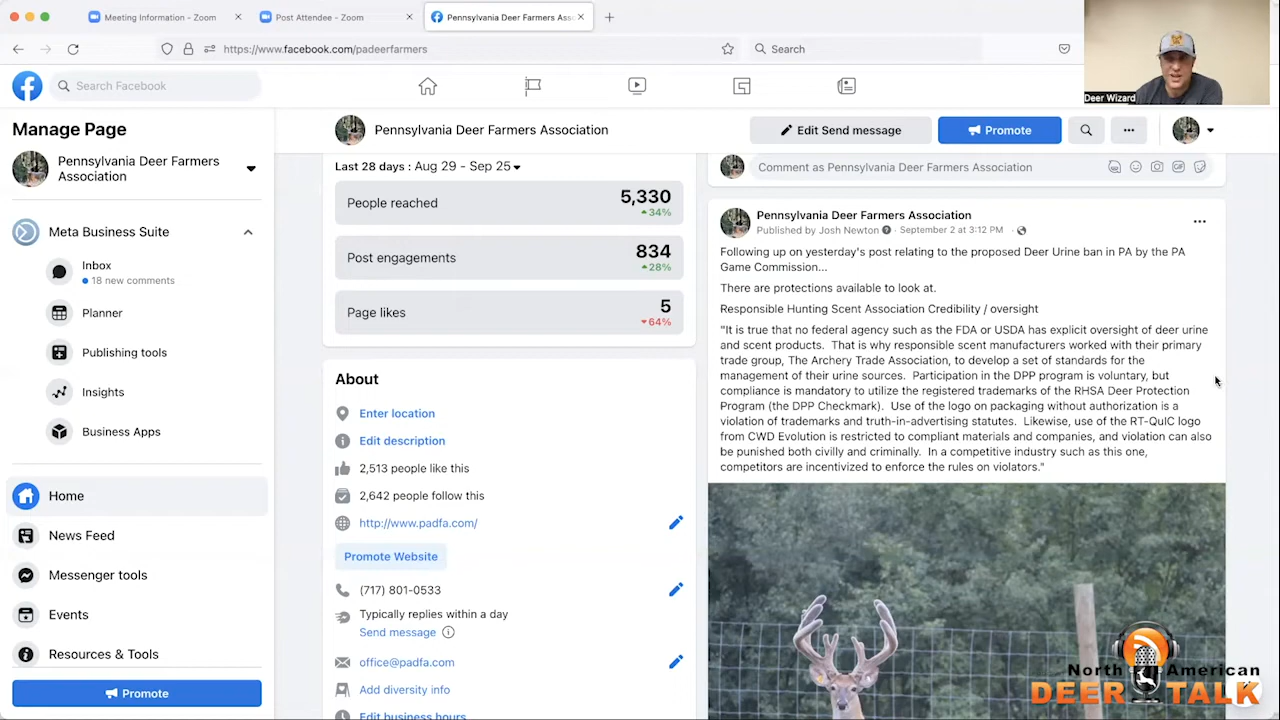 Meeting Information - Zoom
Post Attendee - Zoom
Pennsylvania Deer Farmers Asso
https://www.facebook.com/padeerfarmers
Search
Deer Wizard
Search Facebook
Manage Page
Pennsylvania Deer Farmers
Association
Meta Business Suite
Inbox
18 new comments
Planner
Publishing tools
Insights
Business Apps
Home
News Feed
Messenger tools
Events
Resources & Tools
Promote
Pennsylvania Deer Farmers Association
Edit Send message
Promote
Last 28 days : Aug 29 - Sep 25
People reached
5,330
34%
Post engagements
834
28%
Page likes
5
64%
About
Enter location
Edit description
2,513 people like this
2,642 people follow this
http://www.padfa.com/
Promote Website
(717) 801-0533
Typically replies within a day
Send message
office@padfa.com
Add diversity info
Edit business hours
Comment as Pennsylvania Deer Farmers Association
GIF
Pennsylvania Deer Farmers Association
Published by Josh Newton · September 2 at 3:12 PM ·
Following up on yesterday's post relating to the proposed Deer Urine ban in PA by the PA
Game Commission...
There are protections available to look at.
Responsible Hunting Scent Association Credibility / oversight
"It is true that no federal agency such as the FDA or USDA has explicit oversight of deer urine
and scent products.  That is why responsible scent manufacturers worked with their primary
trade group, The Archery Trade Association, to develop a set of standards for the
management of their urine sources.  Participation in the DPP program is voluntary, but
compliance is mandatory to utilize the registered trademarks of the RHSA Deer Protection
Program (the DPP Checkmark).  Use of the logo on packaging without authorization is a
violation of trademarks and truth-in-advertising statutes.  Likewise, use of the RT-QuIC logo
from CWD Evolution is restricted to compliant materials and companies, and violation can also
be punished both civilly and criminally.  In a competitive industry such as this one,
competitors are incentivized to enforce the rules on violators."
North American
DEER TALK